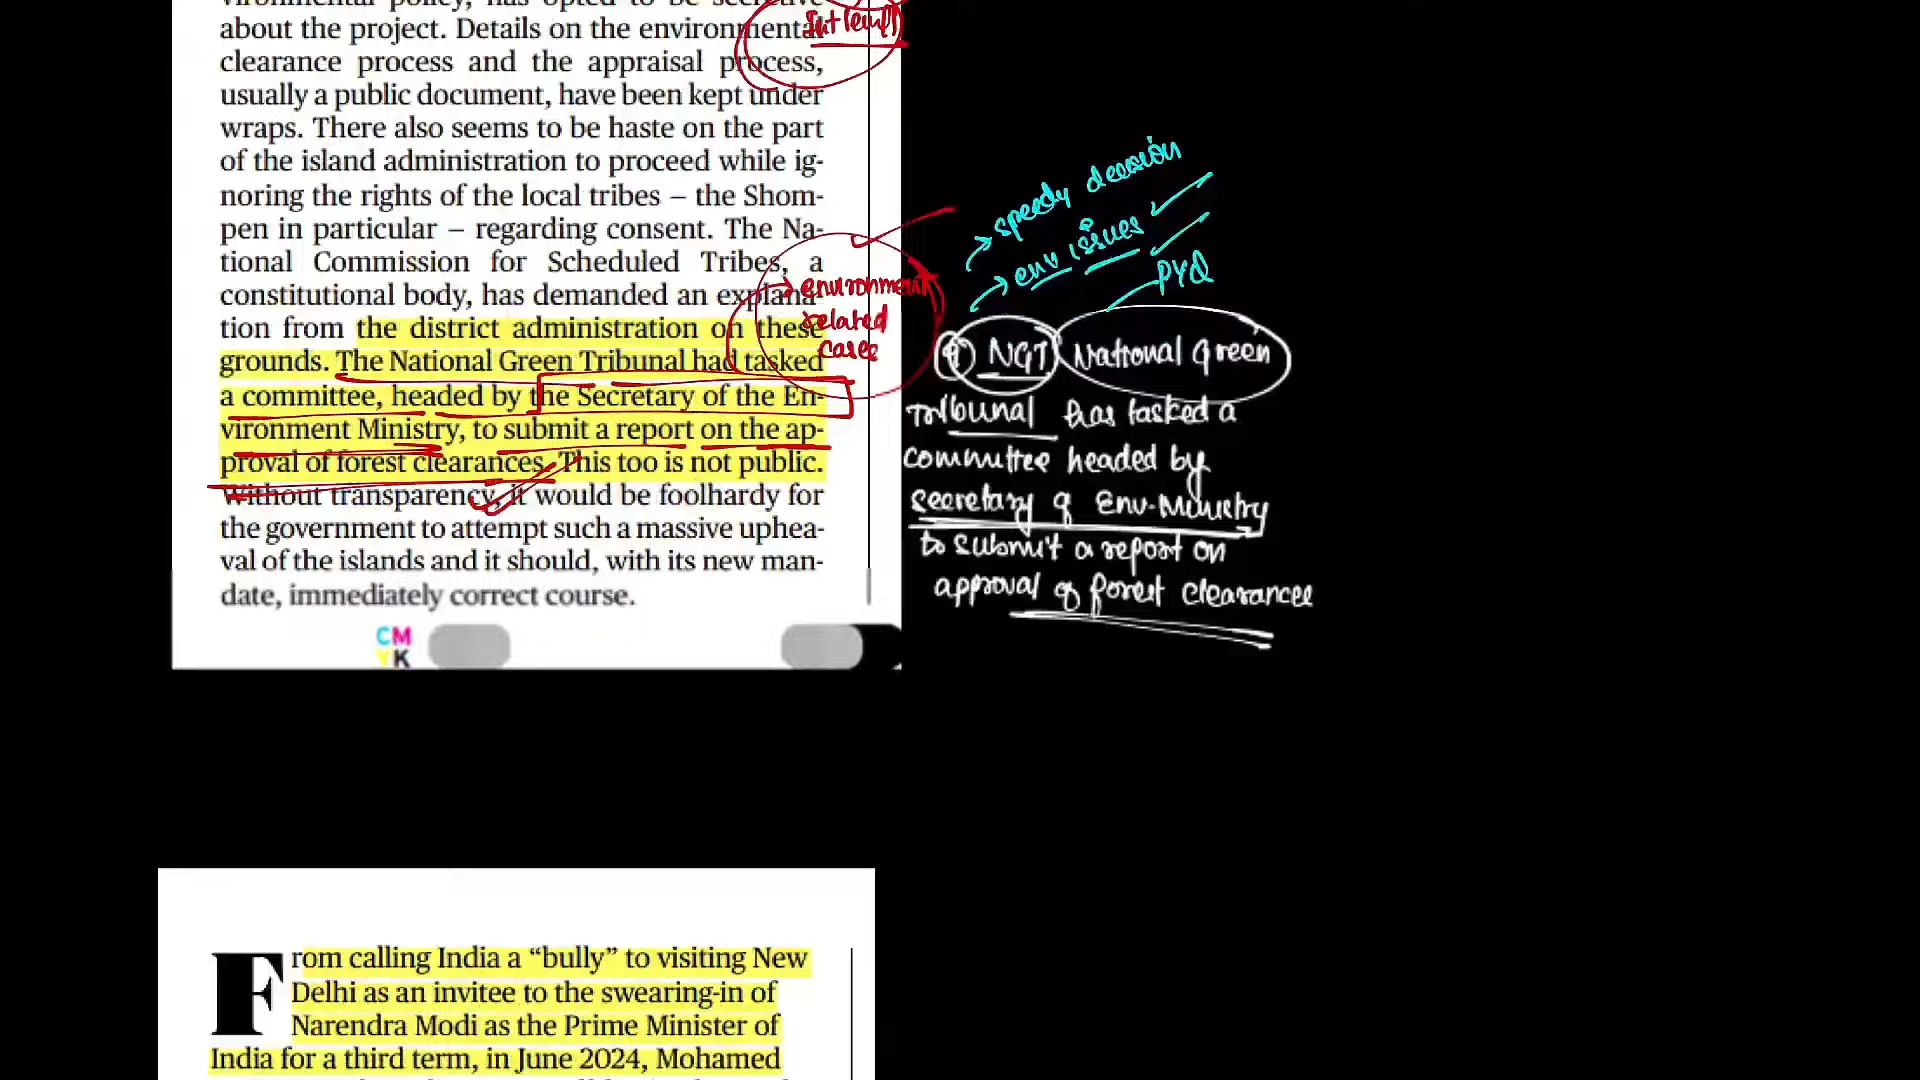 vironmental policy, has opted to be secretive
about the project. Details on the environmental
clearance process and the appraisal process,
usually a public document, have been kept under
wraps. There also seems to be haste on the part
of the island administration to proceed while ig-
noring the rights of the local tribes – the Shom-
pen in particular – regarding consent. The Na-
tional Commission for Scheduled Tribes, a
constitutional body, has demanded an explana-
tion from the district administration on these
grounds. The National Green Tribunal had tasked
a committee, headed by the Secretary of the En-
vironment Ministry, to submit a report on the ap-
proval of forest clearances. This too is not public.
Without transparency, it would be foolhardy for
the government to attempt such a massive uphea-
val of the islands and it should, with its new man-
date, immediately correct course.
CM
YK
→ environment
related
cases
→ speedy decision
→ env issues
PYQ
NGT National Green
Tribunal has tasked a
committee headed by
secretary of Env. Ministry
to submit a report on
approval of forest clearances
From calling India a “bully” to visiting New
Delhi as an invitee to the swearing-in of
Narendra Modi as the Prime Minister of
India for a third term, in June 2024, Mohamed